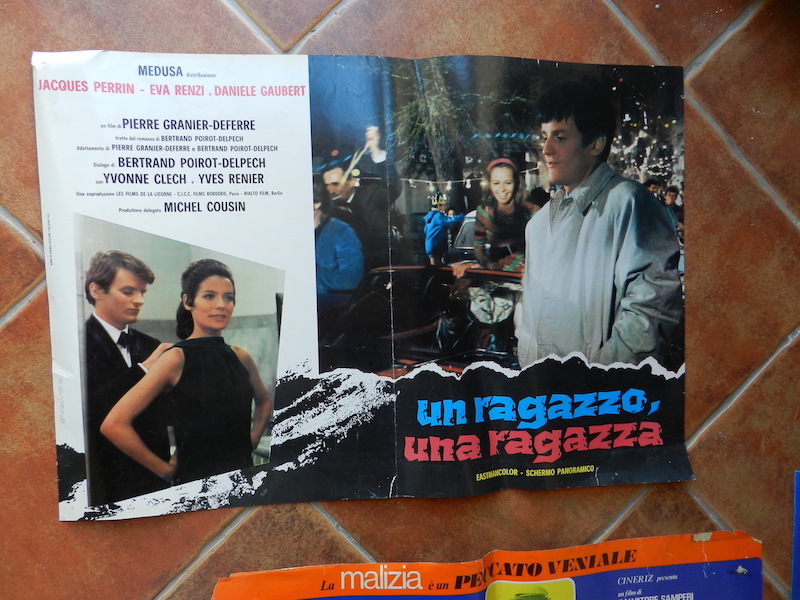 MEDUSA distribuzione
JACQUES PERRIN - EVA RENZI . DANIELE GAUBERT
un film di PIERRE GRANIER-DEFERRE
tratto dal romanzo di BERTRAND POIROT-DELPECH
Adattamento di PIERRE GRANIER-DEFERRE e BERTRAND POIROT-DELPECH
Dialogo di BERTRAND POIROT-DELPECH
con YVONNE CLECH . YVES RENIER
Una coproduzione LES FILMS DE LA LICORNE - C.I.C.C. FILMS BORDERIE, Paris - RIALTO FILM, Berlin
Produttore delegato MICHEL COUSIN
un ragazzo,
una ragazza
EASTMANCOLOR - SCHERMO PANORAMICO
La malizia è un PECCATO VENIALE
CINERIZ presenta
un film di
SALVATORE SAMPERI